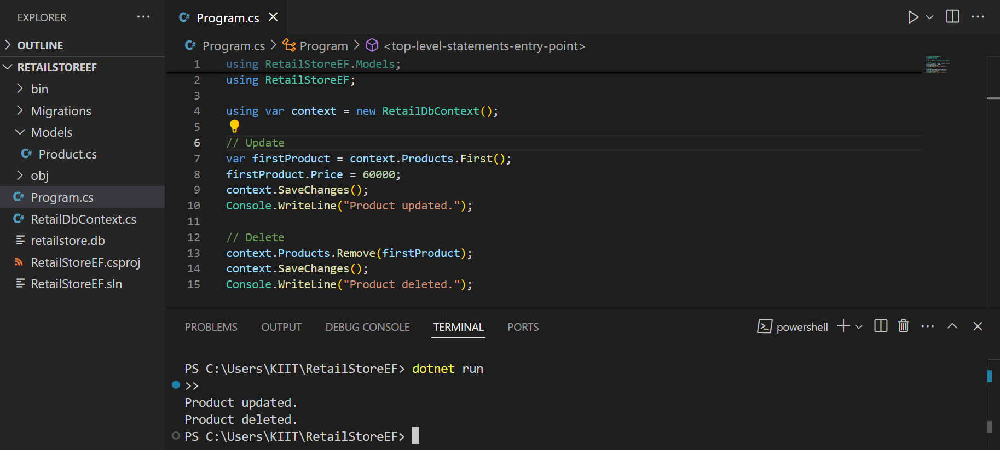 EXPLORER
OUTLINE
RETAILSTOREEF
bin
Migrations
Models
C# Product.cs
obj
C# Program.cs
C# RetailDbContext.cs
retailstore.db
RetailStoreEF.csproj
RetailStoreEF.sln
C# Program.cs
C# Program.cs > Program > <top-level-statements-entry-point>
1 using RetailStoreEF.Models;
2 using RetailStoreEF;
3
4 using var context = new RetailDbContext();
5
6 // Update
7 var firstProduct = context.Products.First();
8 firstProduct.Price = 60000;
9 context.SaveChanges();
10 Console.WriteLine("Product updated.");
11
12 // Delete
13 context.Products.Remove(firstProduct);
14 context.SaveChanges();
15 Console.WriteLine("Product deleted.");
PROBLEMS OUTPUT DEBUG CONSOLE TERMINAL PORTS powershell
PS C:\Users\KIIT\RetailStoreEF> dotnet run
>>
Product updated.
Product deleted.
PS C:\Users\KIIT\RetailStoreEF>